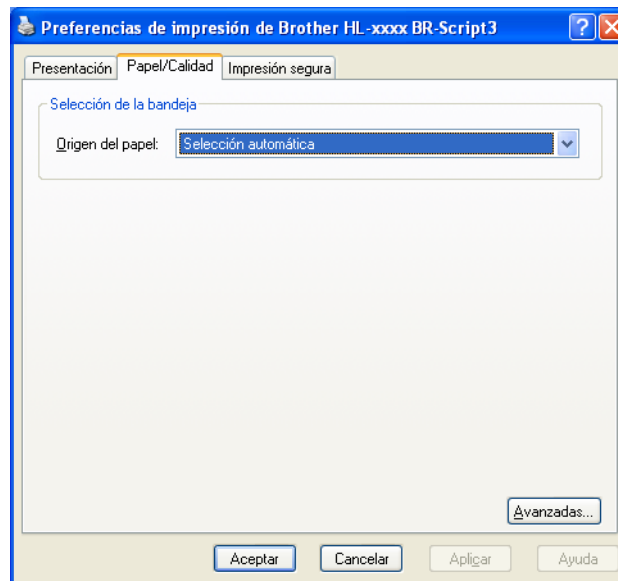 Preferencias de impresión de Brother HL-xxxx BR-Script3
Presentación Papel/Calidad Impresión segura
Selección de la bandeja
Origen del papel: Selección automática
Avanzadas...
Aceptar Cancelar Aplicar Ayuda